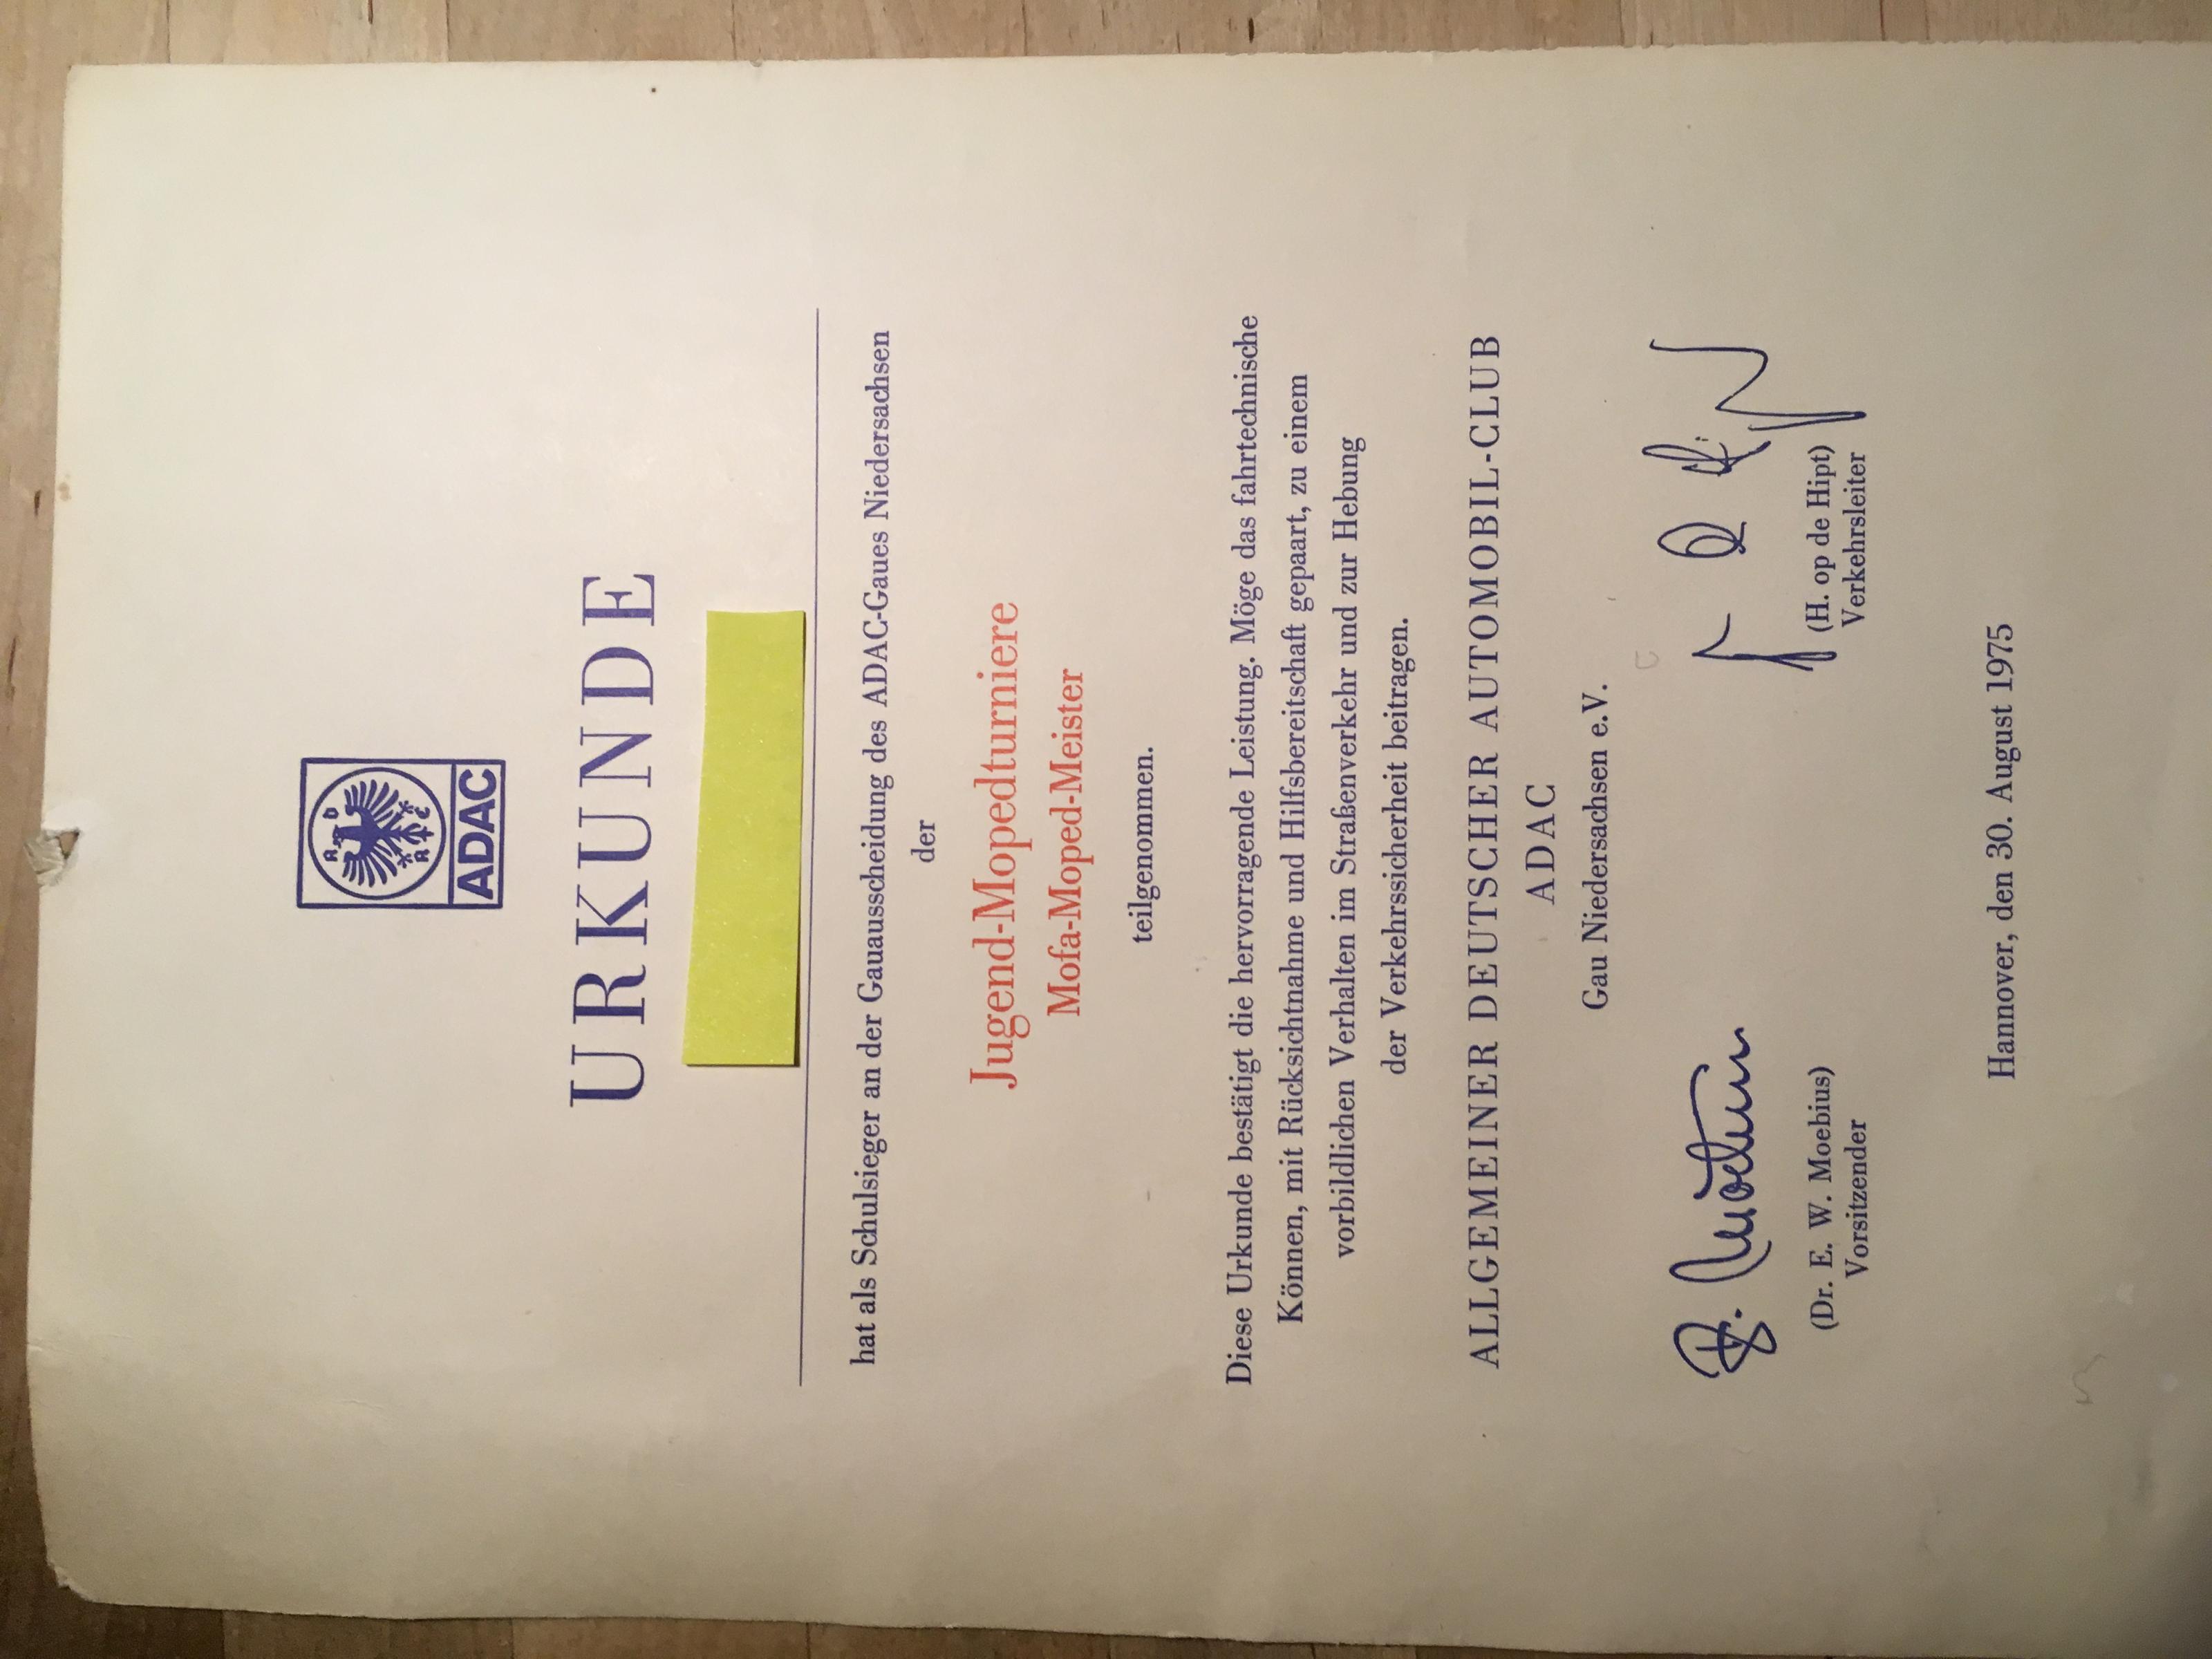 A D
A C
ADAC
URKUNDE
hat als Schulsieger an der Gauausscheidung des ADAC-Gaues Niedersachsen
der
Jugend-Mopedturniere
Mofa-Moped-Meister
teilgenommen.
Diese Urkunde bestätigt die hervorragende Leistung. Möge das fahrtechnische
Können, mit Rücksichtnahme und Hilfsbereitschaft gepaart, zu einem
vorbildlichen Verhalten im Straßenverkehr und zur Hebung
der Verkehrssicherheit beitragen.
ALLGEMEINER DEUTSCHER AUTOMOBIL-CLUB
ADAC
Gau Niedersachsen e.V.
(Dr. E. W. Moebius) (H. op de Hipt)
Vorsitzender Verkehrsleiter
Hannover, den 30. August 1975